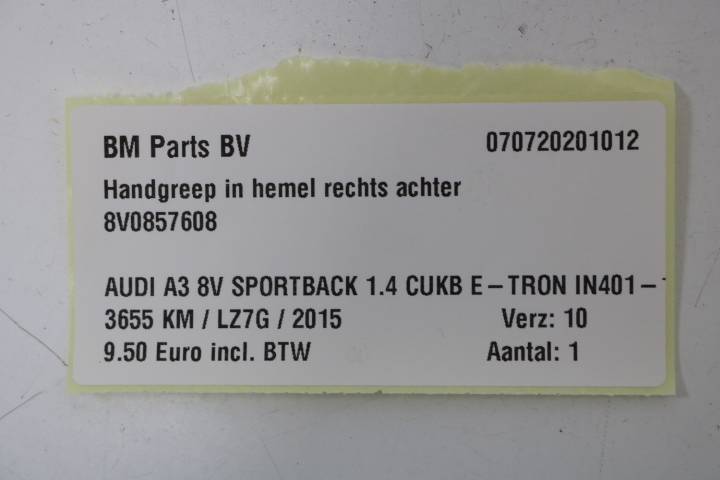 BM Parts BV 070720201012
Handgreep in hemel rechts achter
8V0857608
AUDI A3 8V SPORTBACK 1.4 CUKB E-TRON IN401-
3655 KM / LZ7G / 2015 Verz: 10
9.50 Euro incl. BTW Aantal: 1